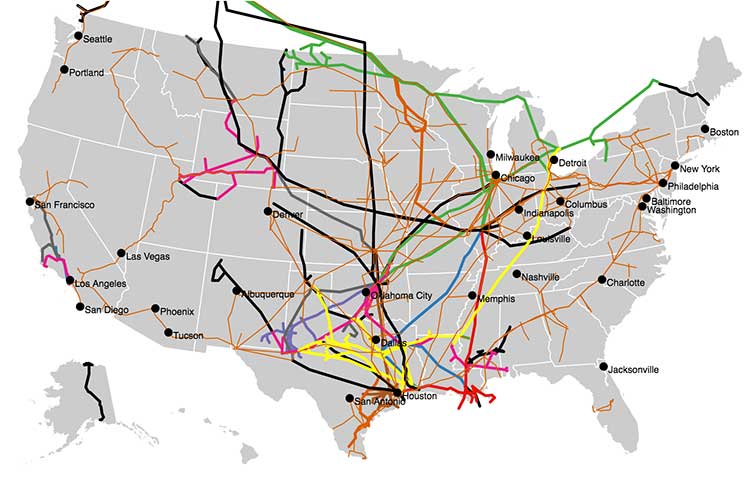 Seattle
Portland
Boston
Milwaukee
Detroit
New York
Chicago
Philadelphia
San Francisco
Columbus
Baltimore
Denver
Indianapolis
Washington
Louisville
Las Vegas
Nashville
Los Angeles
Charlotte
Albuquerque
Oklahoma City
Memphis
San Diego
Phoenix
Tucson
Dallas
Jacksonville
Houston
San Antonio